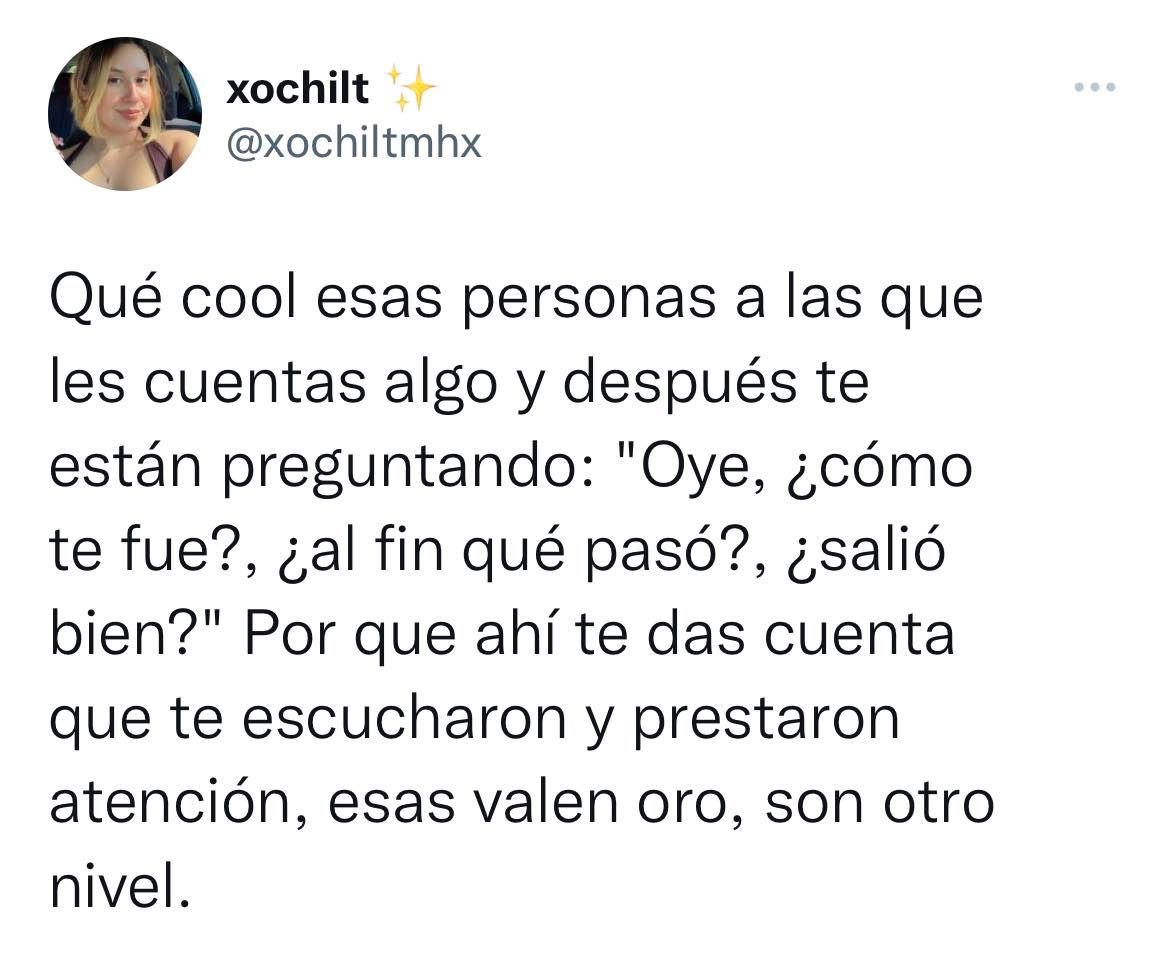 xochilt ✨
@xochiltmhx
Qué cool esas personas a las que
les cuentas algo y después te
están preguntando: "Oye, ¿cómo
te fue?, ¿al fin qué pasó?, ¿salió
bien?" Por que ahí te das cuenta
que te escucharon y prestaron
atención, esas valen oro, son otro
nivel.